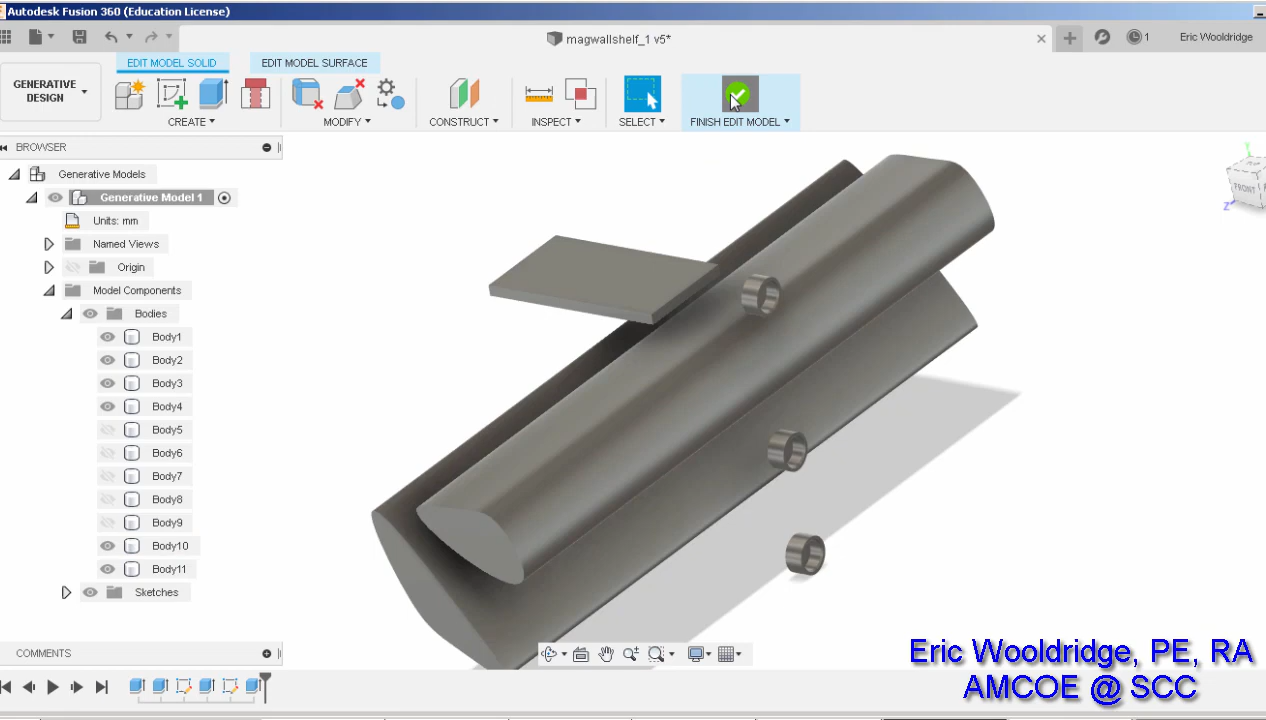 Autodesk Fusion 360 (Education License)
magwallshelf_1 v5*
1
Eric Wooldridge
EDIT MODEL SOLID
EDIT MODEL SURFACE
GENERATIVE
DESIGN
CREATE
MODIFY
CONSTRUCT
INSPECT
SELECT
FINISH EDIT MODEL
BROWSER
Generative Models
Generative Model 1
Units: mm
Named Views
Origin
Model Components
Bodies
Body1
Body2
Body3
Body4
Body5
Body6
Body7
Body8
Body9
Body10
Body11
Sketches
Y
FRONT
Z
COMMENTS
Eric Wooldridge, PE, RA
AMCOE @ SCC